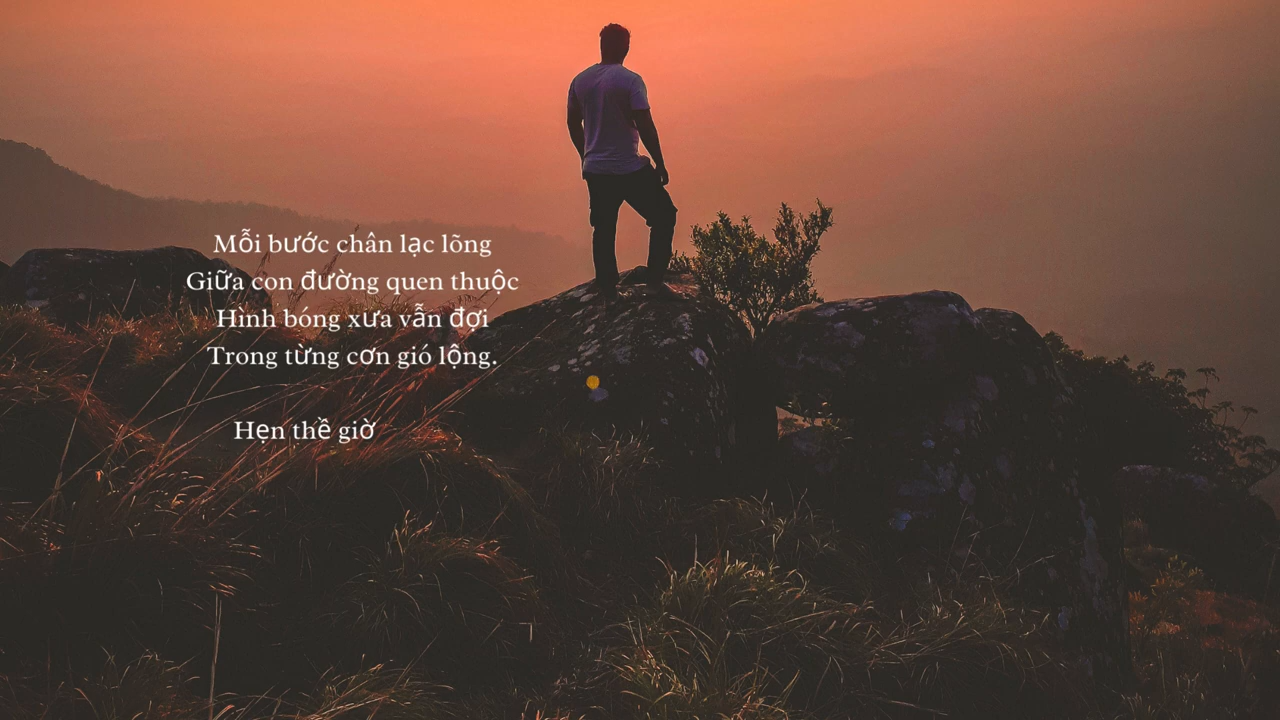 Mỗi bước chân lạc lõng
Giữa con đường quen thuộc
Hình bóng xưa vẫn đợi
Trong từng cơn gió lộng.
Hẹn thề giờ